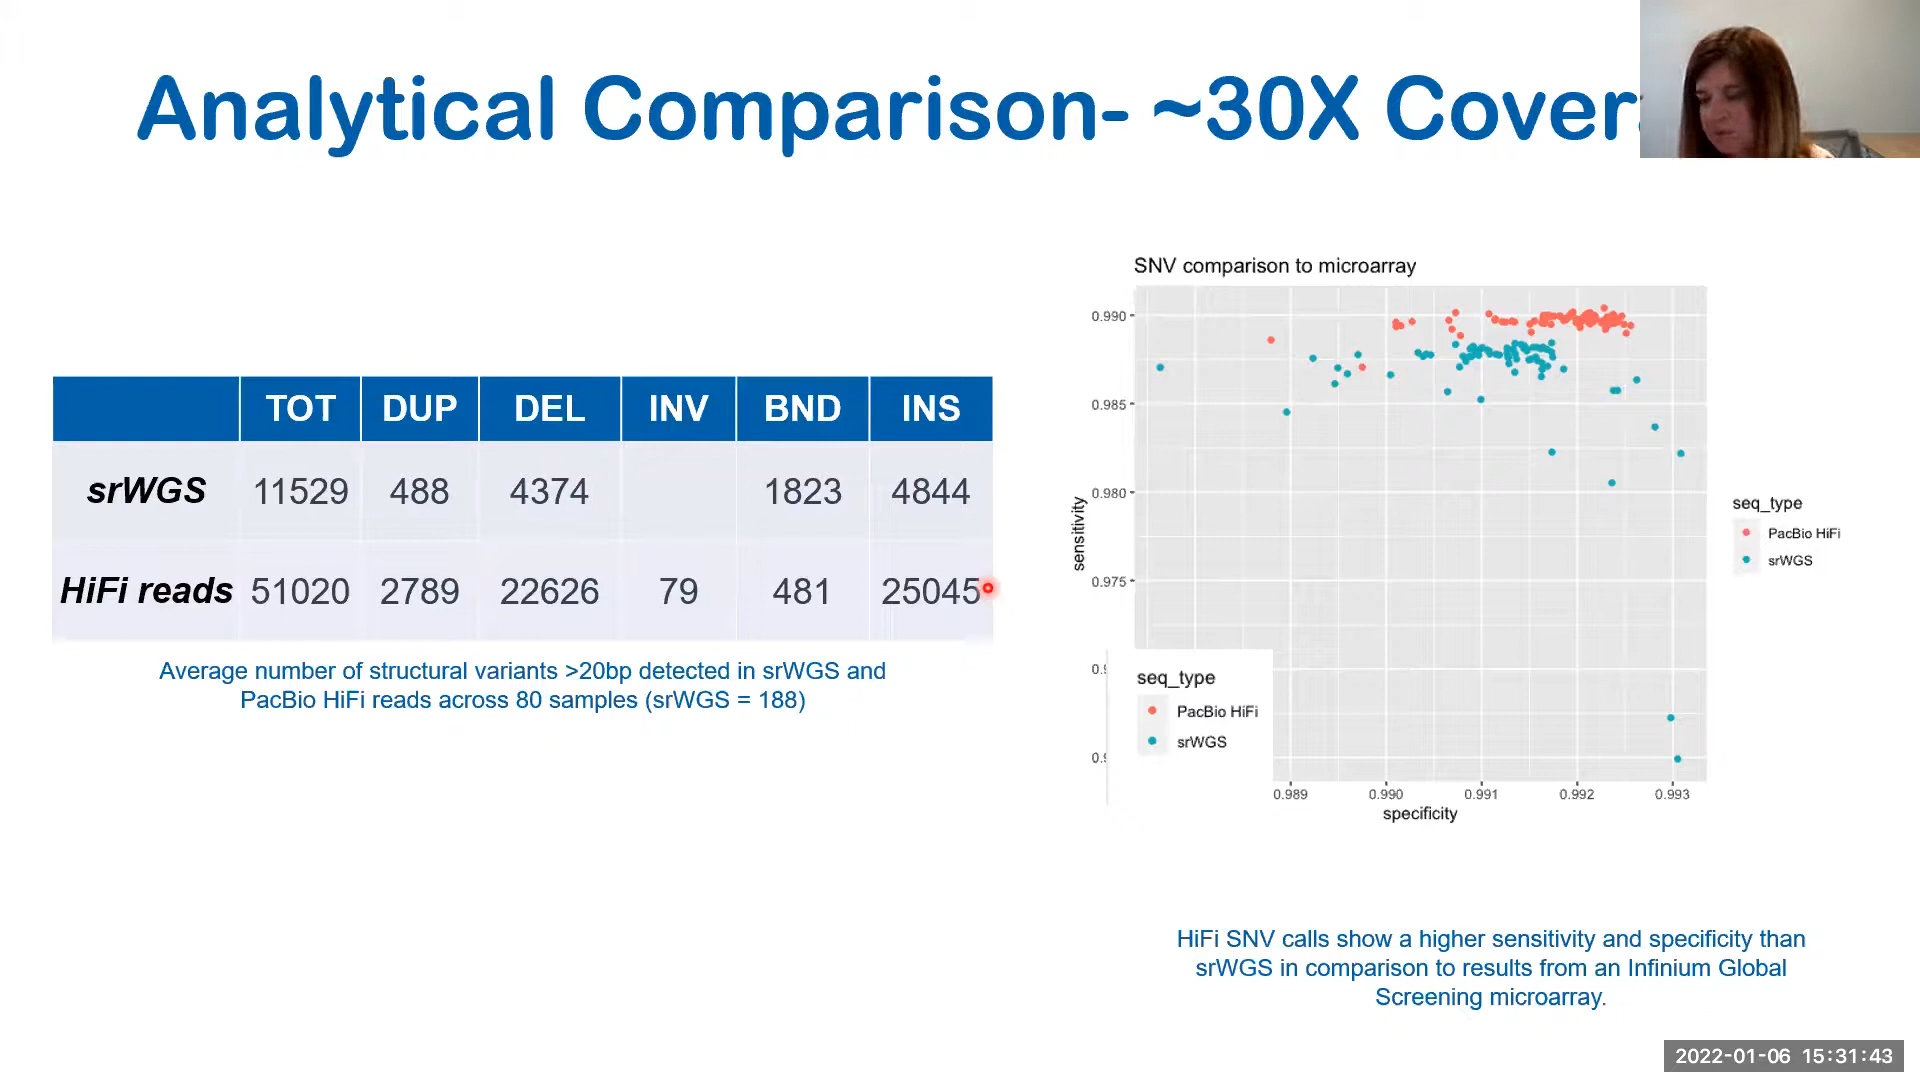 Analytical Comparison- ~30X Cover
TOT DUP DEL INV BND INS
srWGS 11529 488 4374 1823 4844
HiFi reads 51020 2789 22626 79 481 25045
Average number of structural variants >20bp detected in srWGS and
PacBio HiFi reads across 80 samples (srWGS = 188)
SNV comparison to microarray
0.990
0.985
0.980
0.975
sensitivity
seq_type
PacBio HiFi
srWGS
seq_type
PacBio HiFi
srWGS
0.989 0.990 0.991 0.992 0.993
specificity
HiFi SNV calls show a higher sensitivity and specificity than
srWGS in comparison to results from an Infinium Global
Screening microarray.
2022-01-06 15:31:43